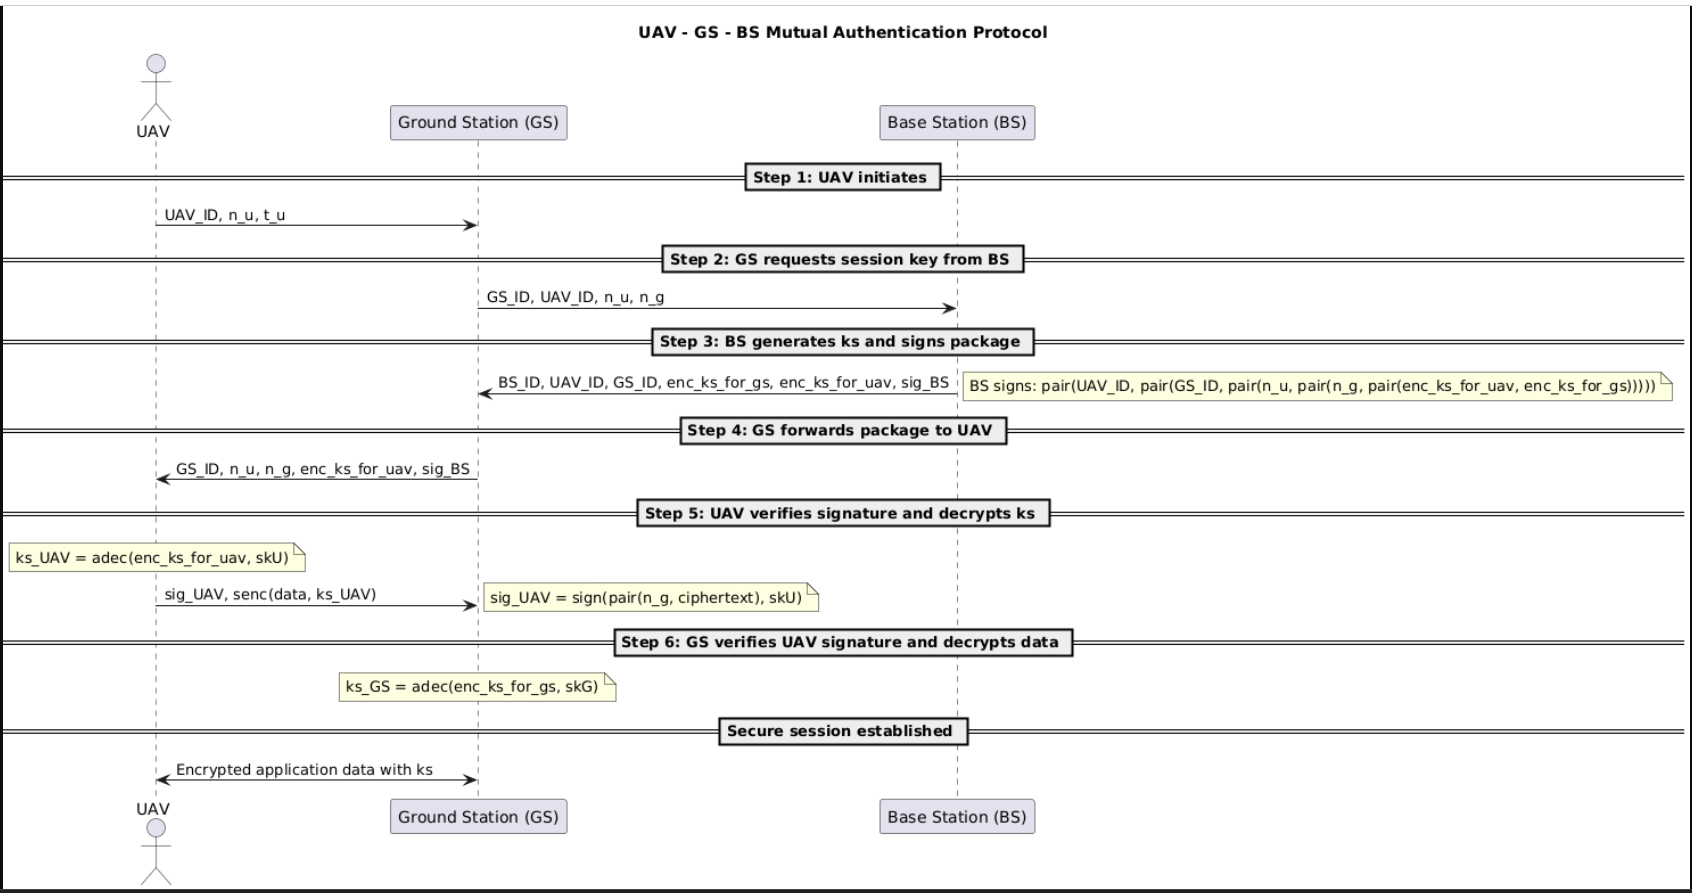 UAV - GS - BS Mutual Authentication Protocol
UAV
Ground Station (GS)
Base Station (BS)
Step 1: UAV initiates
UAV_ID, n_u, t_u
Step 2: GS requests session key from BS
GS_ID, UAV_ID, n_u, n_g
Step 3: BS generates ks and signs package
BS_ID, UAV_ID, GS_ID, enc_ks_for_gs, enc_ks_for_uav, sig_BS
BS signs: pair(UAV_ID, pair(GS_ID, pair(n_u, pair(n_g, pair(enc_ks_for_uav, enc_ks_for_gs)))))
Step 4: GS forwards package to UAV
GS_ID, n_u, n_g, enc_ks_for_uav, sig_BS
Step 5: UAV verifies signature and decrypts ks
ks_UAV = adec(enc_ks_for_uav, skU)
sig_UAV, senc(data, ks_UAV)
sig_UAV = sign(pair(n_g, ciphertext), skU)
Step 6: GS verifies UAV signature and decrypts data
ks_GS = adec(enc_ks_for_gs, skG)
Secure session established
Encrypted application data with ks
UAV
Ground Station (GS)
Base Station (BS)